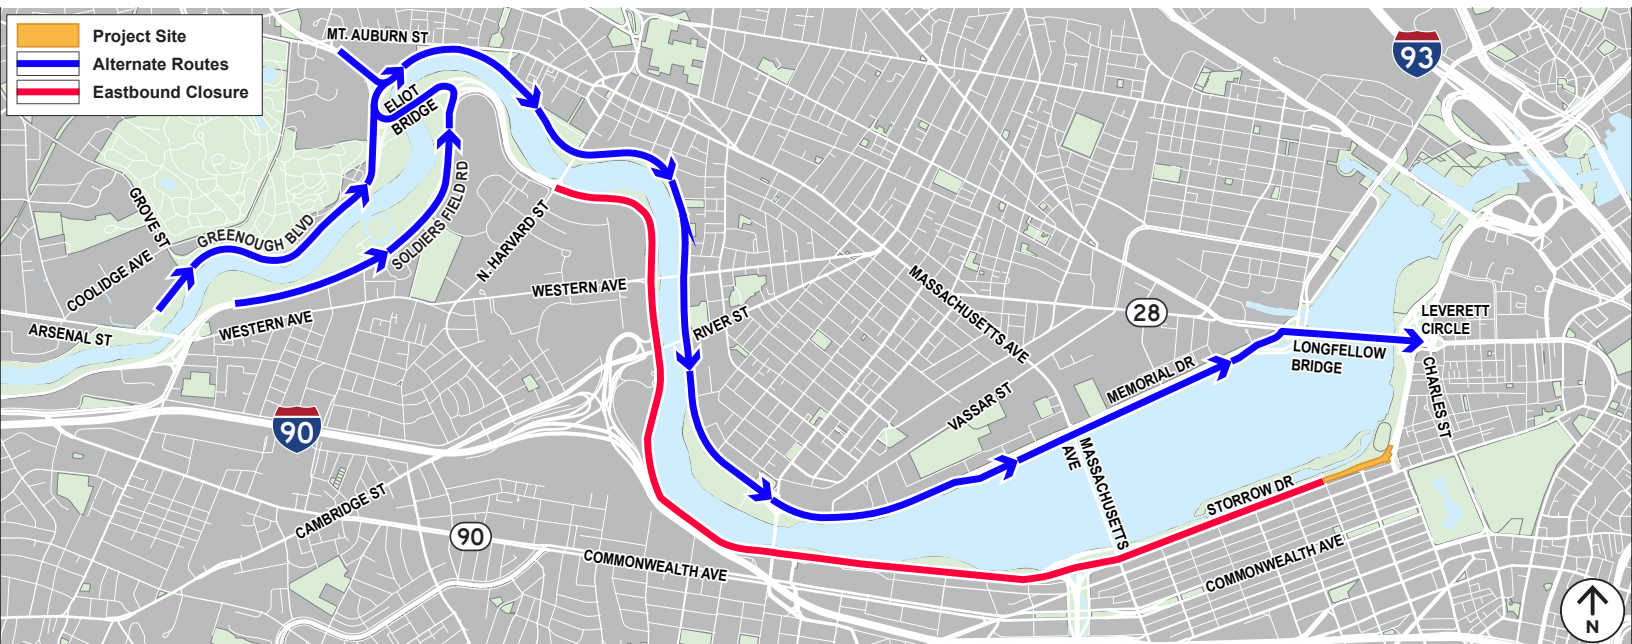 Project Site
Alternate Routes
Eastbound Closure
MT. AUBURN ST
93
ELIOT
BRIDGE
GROVE ST
GREENOUGH BLVD
SOLDIERS FIELD RD
COOLIDGE AVE
N. HARVARD ST
WESTERN AVE
MASSACHUSETTS AVE
28
ARSENAL ST
WESTERN AVE
RIVER ST
LEVERETT
CIRCLE
LONGFELLOW
BRIDGE
MEMORIAL DR
CHARLES ST
VASSAR ST
90
MASSACHUSETTS
AVE
STORROW DR
CAMBRIDGE ST
90
COMMONWEALTH AVE
COMMONWEALTH AVE
N